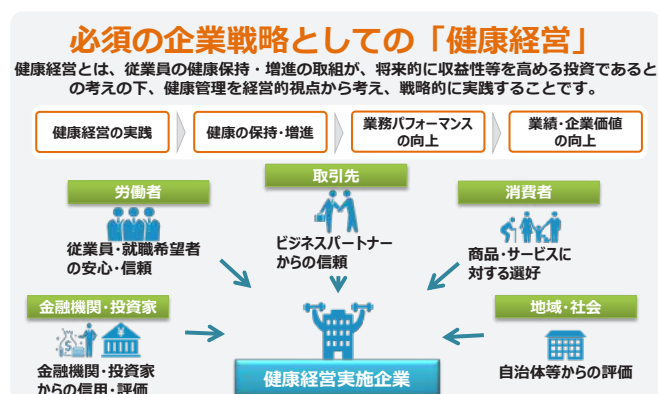 必須の企業戦略としての「健康経営」
健康経営とは、従業員の健康保持・増進の取組が、将来的に収益性等を高める投資であると
の考えの下、健康管理を経営的視点から考え、戦略的に実践することです。
健康経営の実践
健康の保持・増進
業務パフォーマンス
の向上
業績・企業価値
の向上
労働者
従業員・就職希望者
の安心・信頼
取引先
ビジネスパートナー
からの信頼
消費者
商品・サービスに
対する選好
金融機関・投資家
金融機関・投資家
からの信用・評価
地域・社会
自治体等からの評価
健康経営実施企業